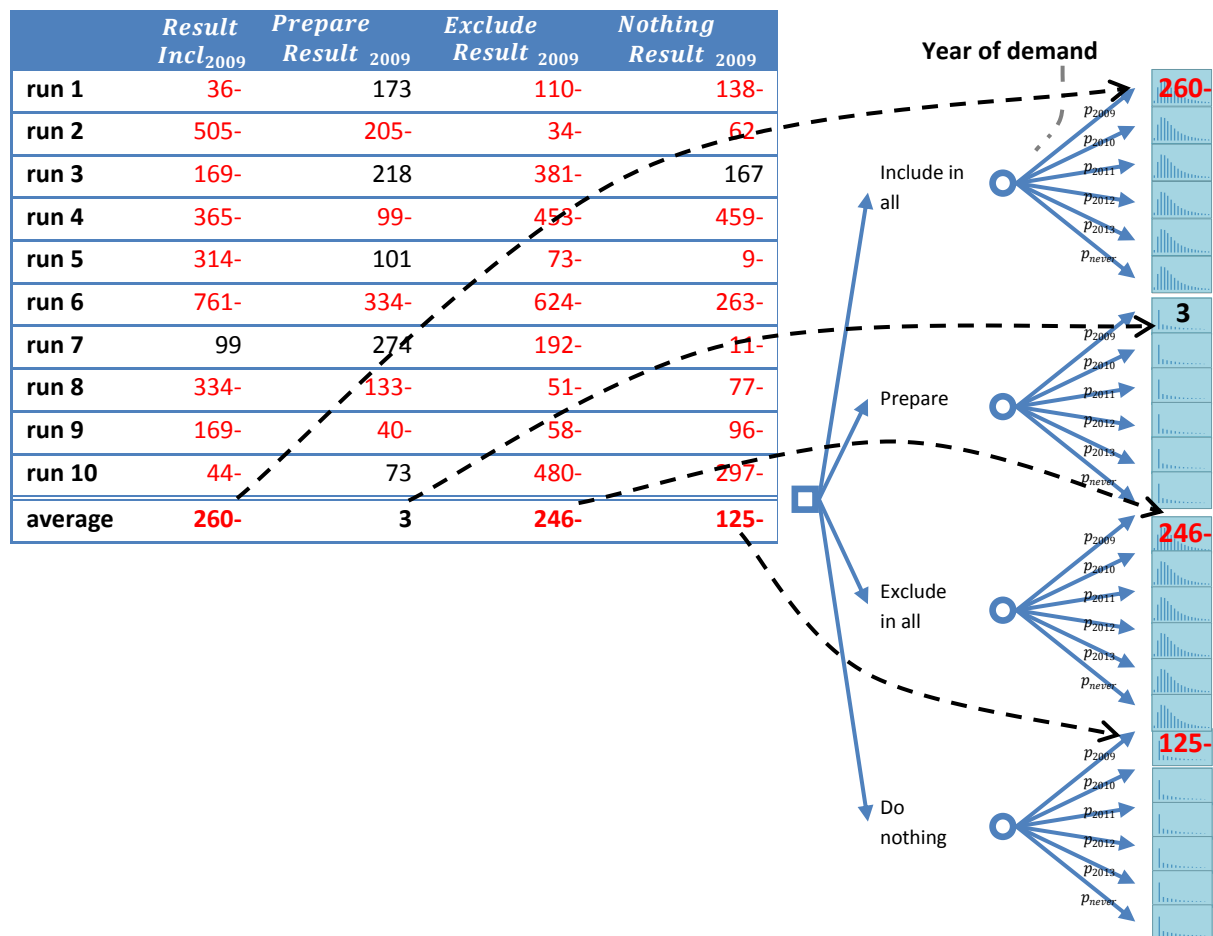 Result Prepare Exclude Nothing
Incl2009 Result 2009 Result 2009 Result 2009
run 1 36- 173 110- 138-
run 2 505- 205- 34- 62-
run 3 169- 218 381- 167
run 4 365- 99- 453- 459-
run 5 314- 101 73- 9-
run 6 761- 334- 624- 263-
run 7 99 274 192- 11-
run 8 334- 133- 51- 77-
run 9 169- 40- 58- 96-
run 10 44- 73 480- 297-
average 260- 3 246- 125-
Year of demand
Include in
all
p2009
p2010
p2011
p2012
p2013
pnever
260-
Prepare
p2009
p2010
p2011
p2012
p2013
pnever
3
Exclude
in all
p2009
p2010
p2011
p2012
p2013
pnever
246-
Do
nothing
p2009
p2010
p2011
p2012
p2013
pnever
125-